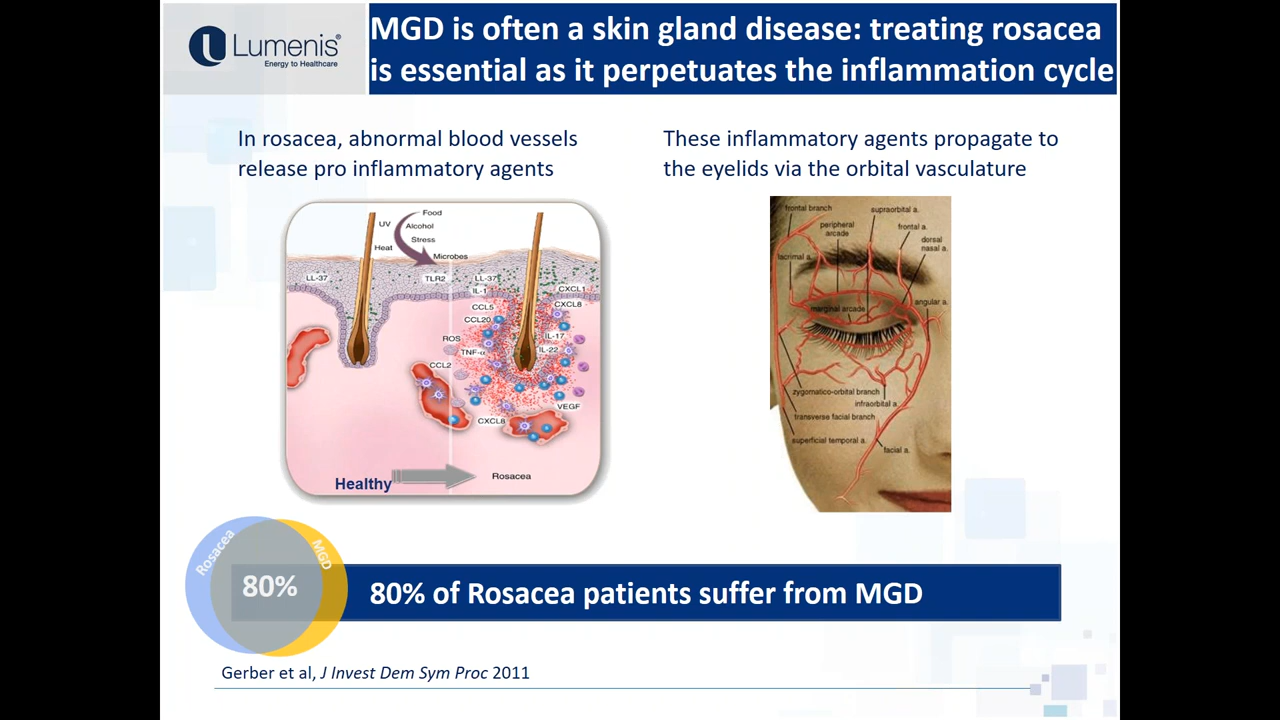 Lumenis®
Energy to Healthcare
MGD is often a skin gland disease: treating rosacea
is essential as it perpetuates the inflammation cycle
In rosacea, abnormal blood vessels
release pro inflammatory agents
These inflammatory agents propagate to
the eyelids via the orbital vasculature
Food
UV
Alcohol
Stress
Heat
Microbes
LL-37
TLR2
LL-37
IL-1
CXCL1
CCL5
CXCL8
CCL20
ROS
IL-17
TNF-α
IL-22
CCL2
VEGF
CXCL8
Healthy
Rosacea
frontal branch
supraorbital a.
peripheral
arcade
frontal a.
dorsal
nasal a.
lacrimal a.
angular a.
marginal arcade
zygomatico-orbital branch
infraorbital a.
transverse facial branch
superficial temporal a.
facial a.
Rosacea
MGD
80%
80% of Rosacea patients suffer from MGD
Gerber et al, J Invest Dem Sym Proc 2011